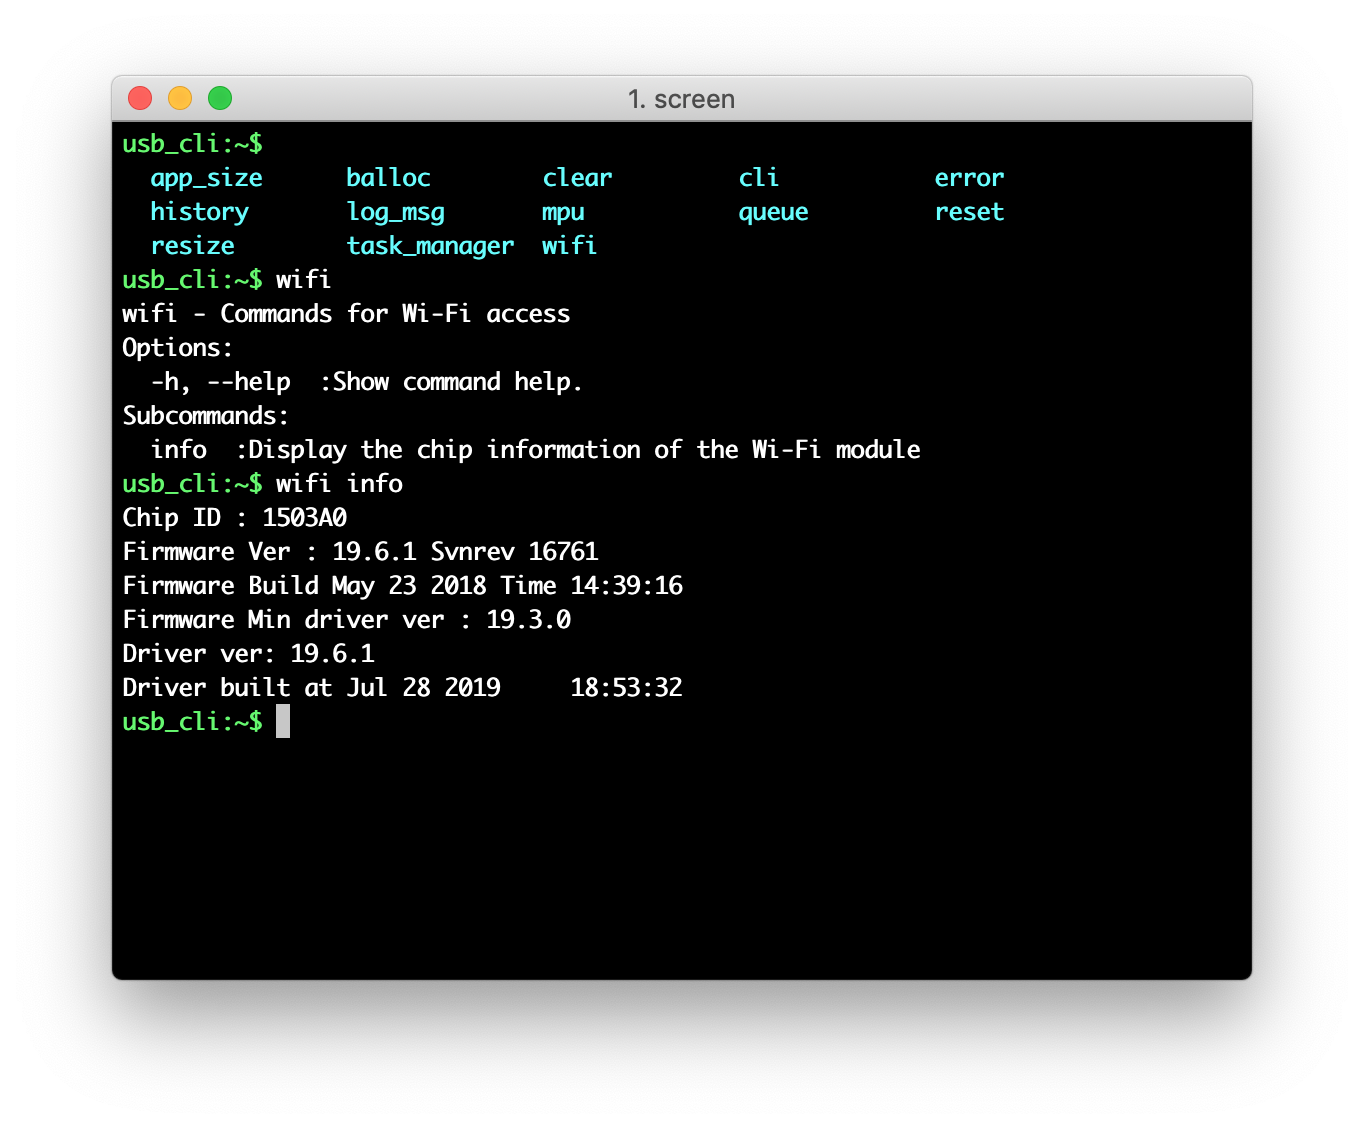 1. screen
usb_cli:~$
app_size balloc clear cli error
history log_msg mpu queue reset
resize task_manager wifi
usb_cli:~$ wifi
wifi - Commands for Wi-Fi access
Options:
-h, --help :Show command help.
Subcommands:
info :Display the chip information of the Wi-Fi module
usb_cli:~$ wifi info
Chip ID : 1503A0
Firmware Ver : 19.6.1 Svnrev 16761
Firmware Build May 23 2018 Time 14:39:16
Firmware Min driver ver : 19.3.0
Driver ver: 19.6.1
Driver built at Jul 28 2019 18:53:32
usb_cli:~$